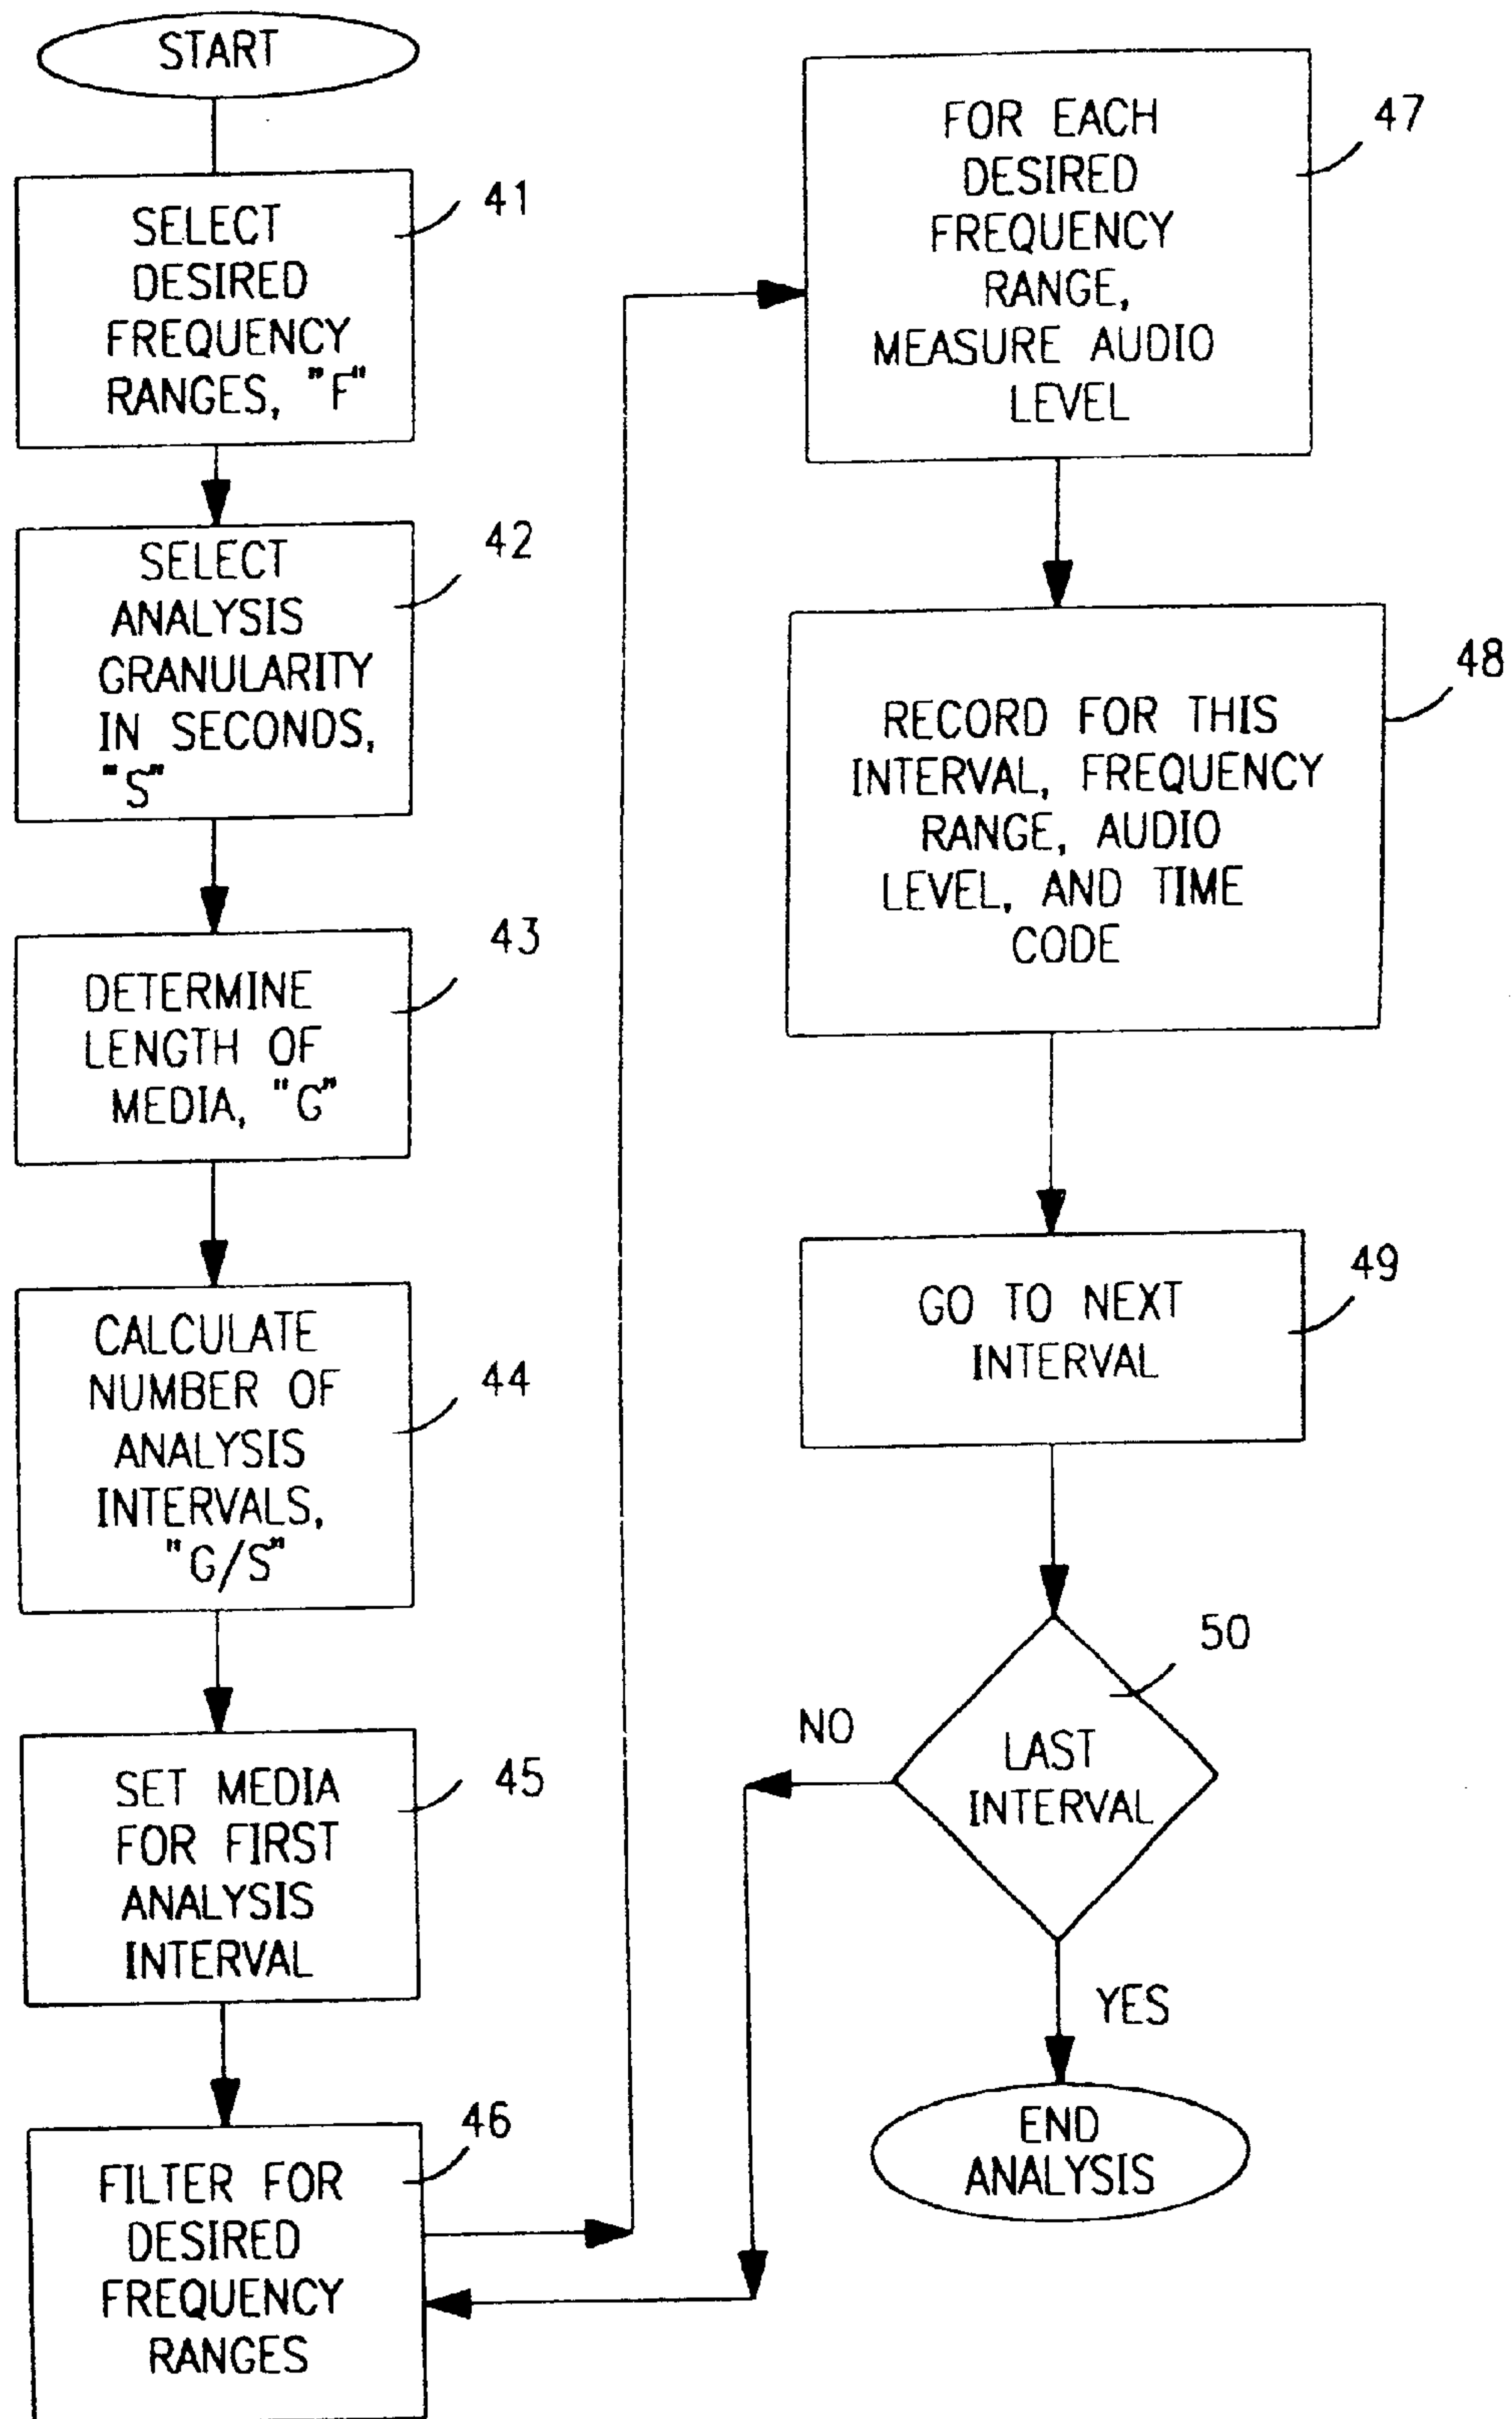 START
SELECT
DESIRED
FREQUENCY
RANGES, "F"
41
SELECT
ANALYSIS
GRANULARITY
IN SECONDS,
"S"
42
DETERMINE
LENGTH OF
MEDIA, "G"
43
CALCULATE
NUMBER OF
ANALYSIS
INTERVALS,
"G/S"
44
SET MEDIA
FOR FIRST
ANALYSIS
INTERVAL
45
FILTER FOR
DESIRED
FREQUENCY
RANGES
46
FOR EACH
DESIRED
FREQUENCY
RANGE,
MEASURE AUDIO
LEVEL
47
RECORD FOR THIS
INTERVAL, FREQUENCY
RANGE, AUDIO
LEVEL, AND TIME
CODE
48
GO TO NEXT
INTERVAL
49
LAST
INTERVAL
50
NO
YES
END
ANALYSIS